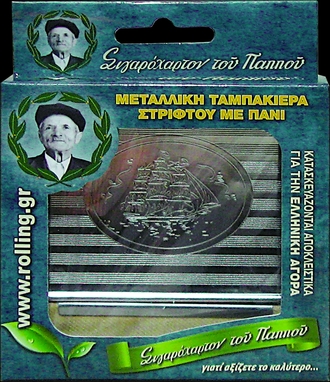 Σιγαρόχαρτον τοῦ Παπποῦ
ΜΕΤΑΛΛΙΚΗ ΤΑΜΠΑΚΙΕΡΑ
ΣΤΡΙΦΤΟΥ ΜΕ ΠΑΝΙ
www.rolling.gr
ΚΑΤΑΣΚΕΥΑΖΟΝΤΑΙ ΑΠΟΚΛΕΙΣΤΙΚΑ
ΓΙΑ ΤΗΝ ΕΛΛΗΝΙΚΗ ΑΓΟΡΑ
Σιγαρόχαρτον τοῦ Παπποῦ
γιατί αξίζετε το καλύτερο...